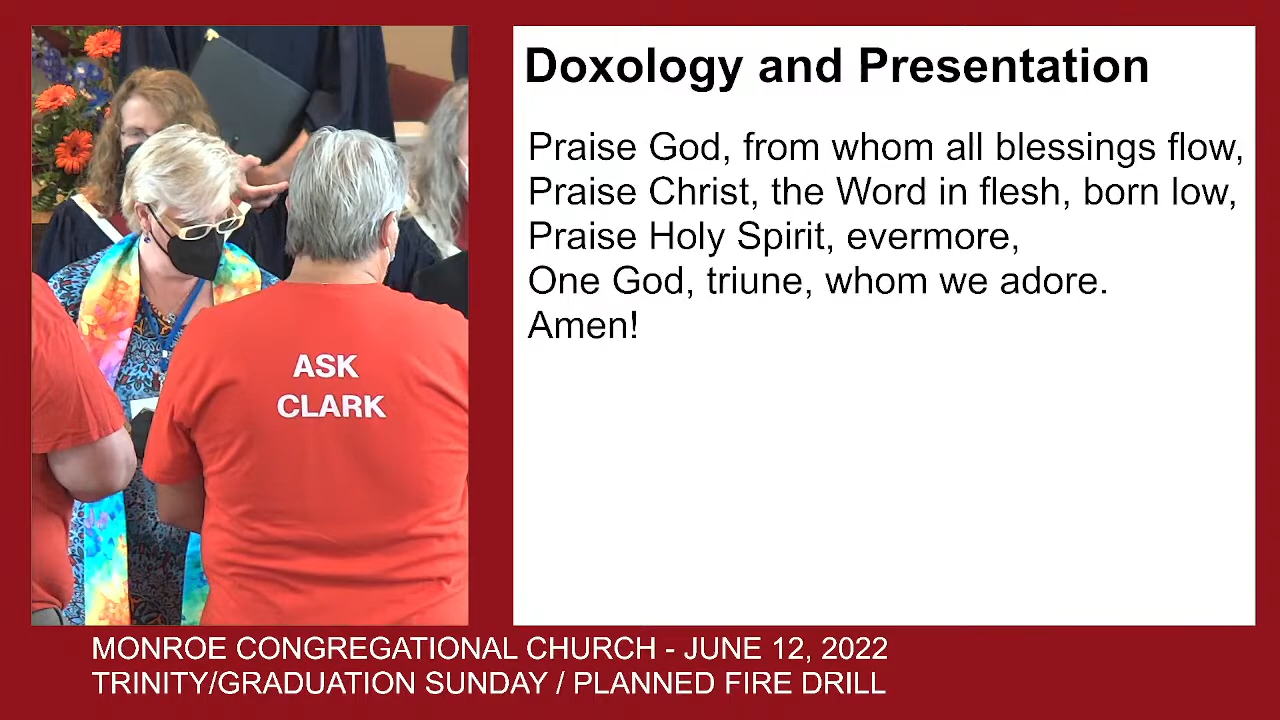 Doxology and Presentation
Praise God, from whom all blessings flow,
Praise Christ, the Word in flesh, born low,
Praise Holy Spirit, evermore,
One God, triune, whom we adore.
Amen!
ASK
CLARK
MONROE CONGREGATIONAL CHURCH - JUNE 12, 2022
TRINITY/GRADUATION SUNDAY / PLANNED FIRE DRILL